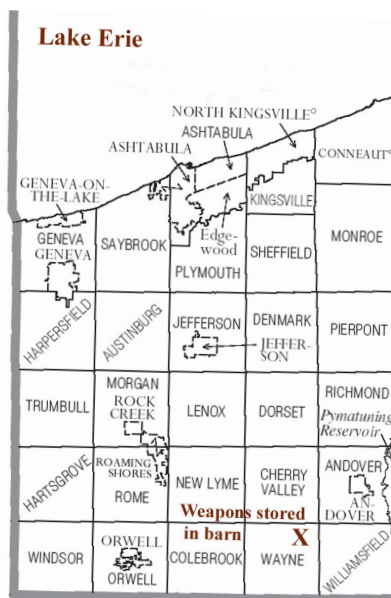 Lake Erie
NORTH KINGSVILLE°
ASHTABULA
ASHTABULA
CONNEAUT°
GENEVA-ON-
THE-LAKE
KINGSVILLE
GENEVA
GENEVA
SAYBROOK
Edge-
wood
SHEFFIELD
MONROE
PLYMOUTH
HARPERSFIELD
AUSTINBURG
JEFFERSON
DENMARK
PIERPONT
JEFFER-
SON
TRUMBULL
MORGAN
ROCK
CREEK
LENOX
DORSET
RICHMOND
Pymatuning
Reservoir
HARTSGROVE
ROAMING
SHORES
ROME
NEW LYME
CHERRY
VALLEY
ANDOVER
AN-
DOVER
Weapons stored
in barn
X
WINDSOR
ORWELL
ORWELL
COLEBROOK
WAYNE
WILLIAMSFIELD